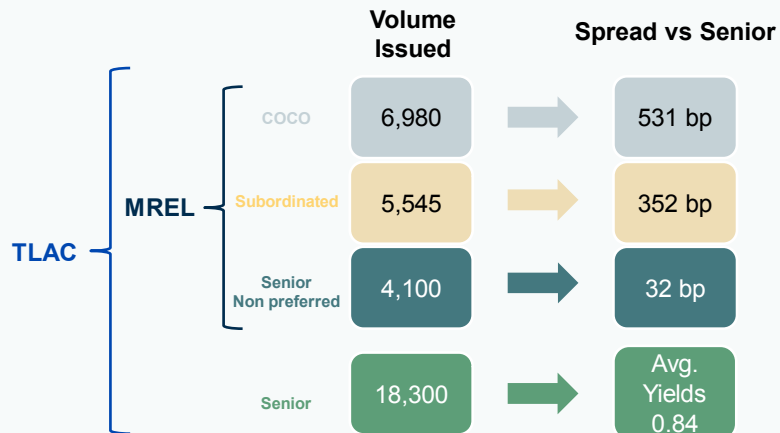 Volume
Issued
Spread vs Senior
COCO
6,980
531 bp
Subordinated
5,545
352 bp
MREL
TLAC
Senior
Non preferred
4,100
32 bp
Senior
18,300
Avg.
Yields
0.84